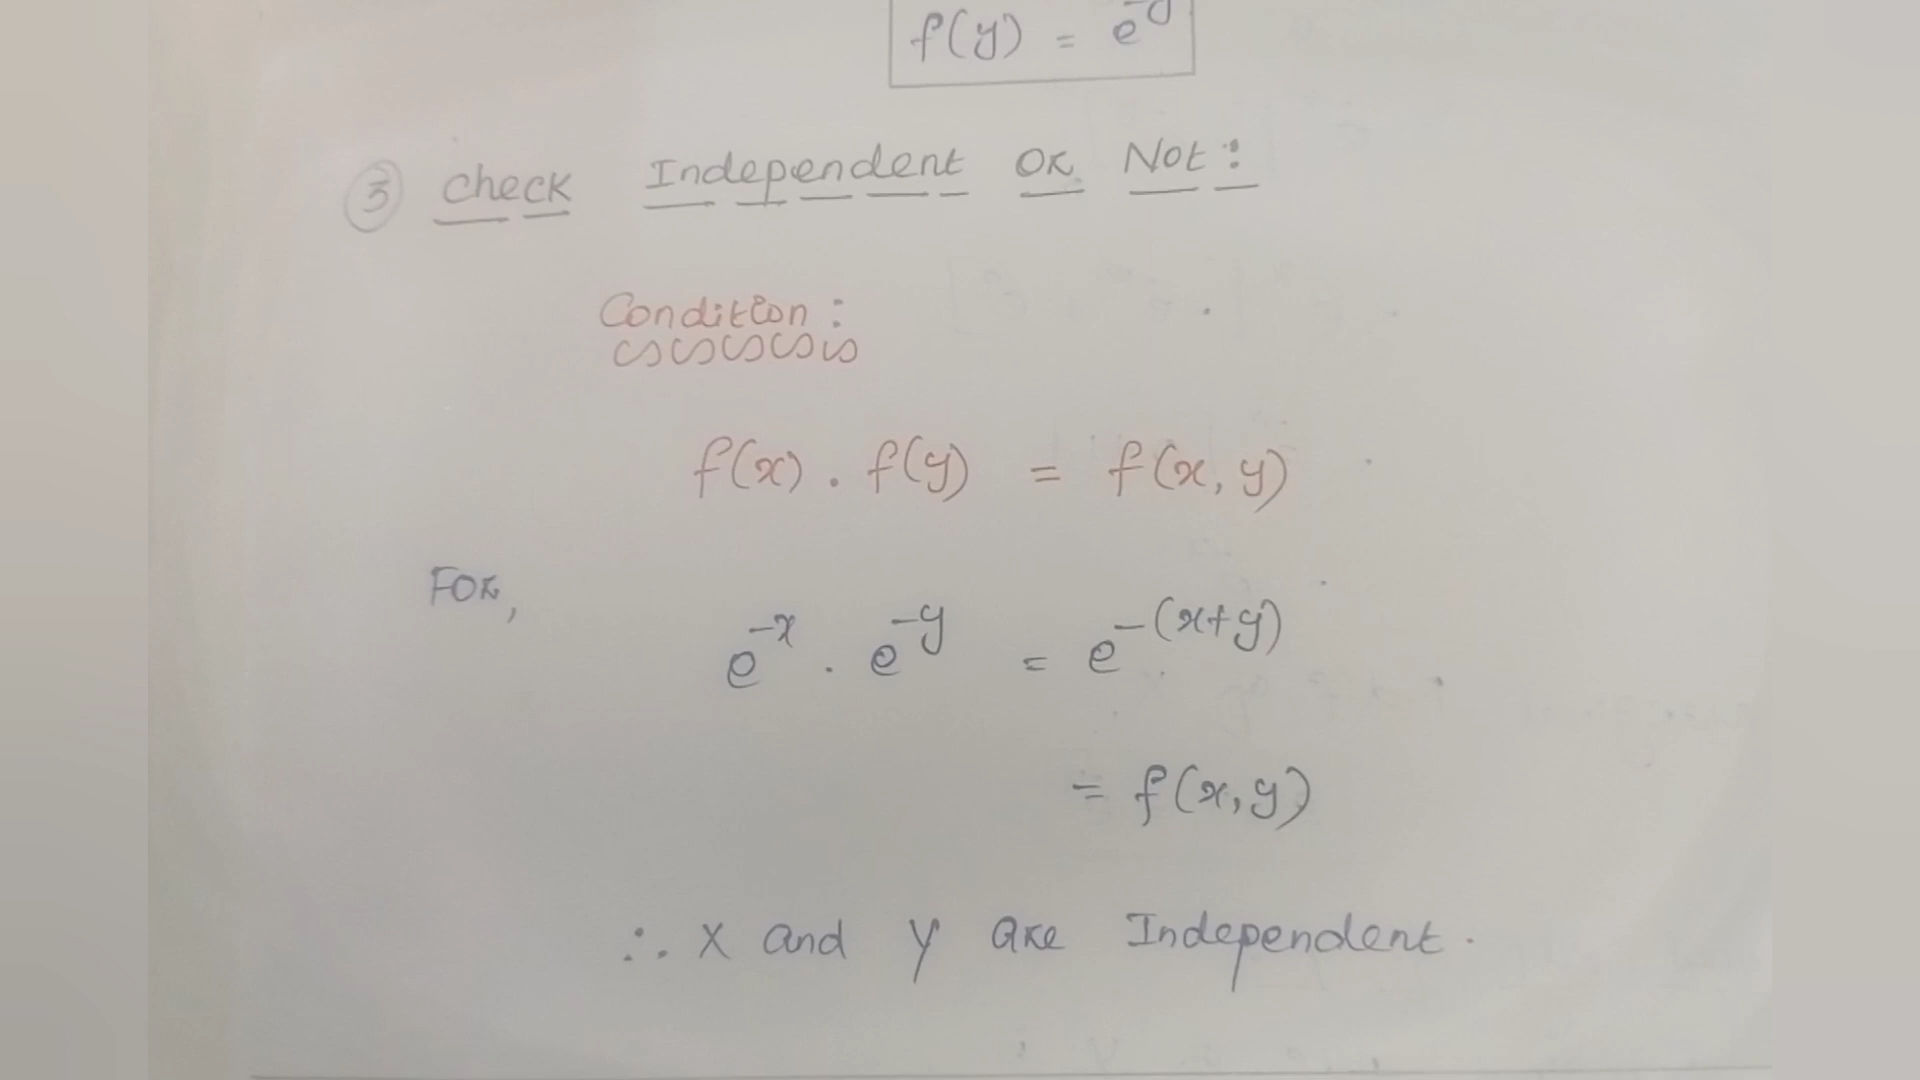 f(y) = e^-y
③ Check Independent or Not:
Condition:
f(x) . f(y) = f(x, y)
For,
e^-x . e^-y = e^-(x+y)
= f(x,y)
∴ X and Y are Independent.